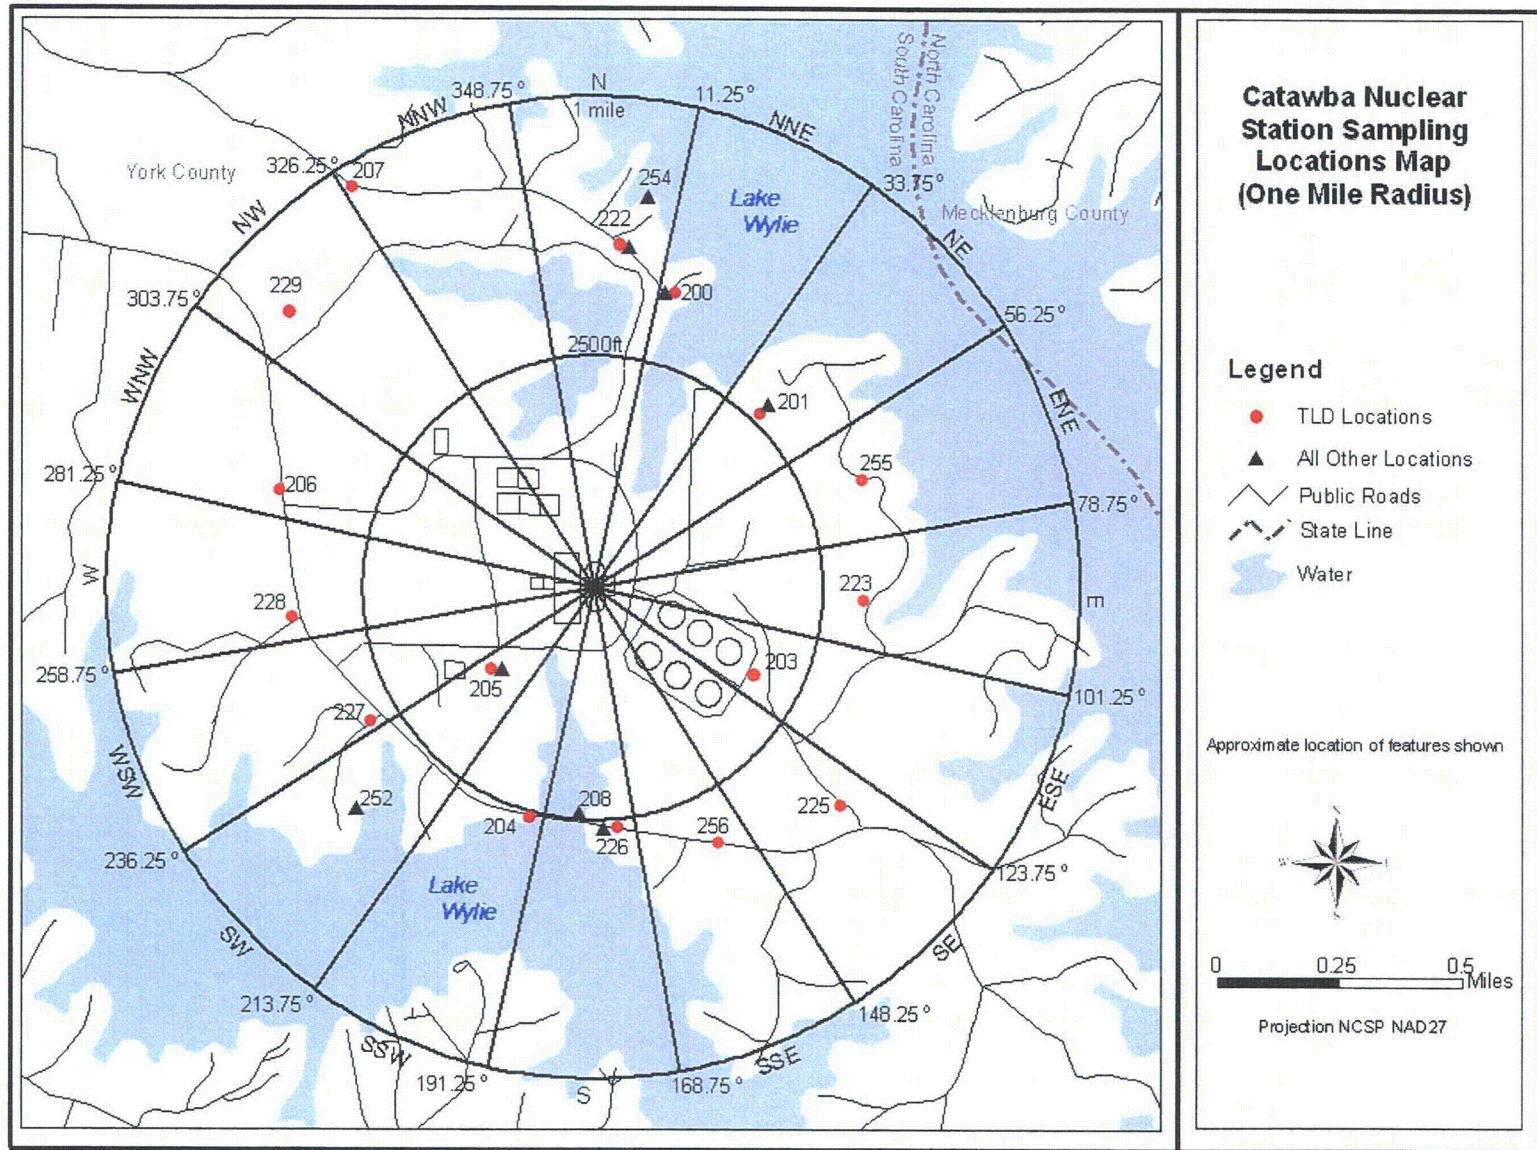 Catawba Nuclear
Station Sampling
Locations Map
(One Mile Radius)
Legend
TLD Locations
All Other Locations
Public Roads
State Line
Water
Approximate location of features shown
N
W
E
S
0 0.25 0.5
Miles
Projection NCSP NAD27
North Carolina
South Carolina
York County
Mecklenburg County
N
1 mile
2500ft
348.75 °
11.25 °
NNW
NNE
326.25 °
207
33.75 °
254
Lake
Wylie
222
NW
NE
229
200
303.75 °
56.25 °
WNW
ENE
201
255
281.25 °
206
78.75 °
W
E
223
228
203
258.75 °
205
101.25 °
227
WSW
ESE
252
208
204
226
256
225
236.25 °
123.75 °
Lake
Wylie
SW
SE
213.75 °
148.25 °
SSW
SSE
191.25 °
S
168.75 °